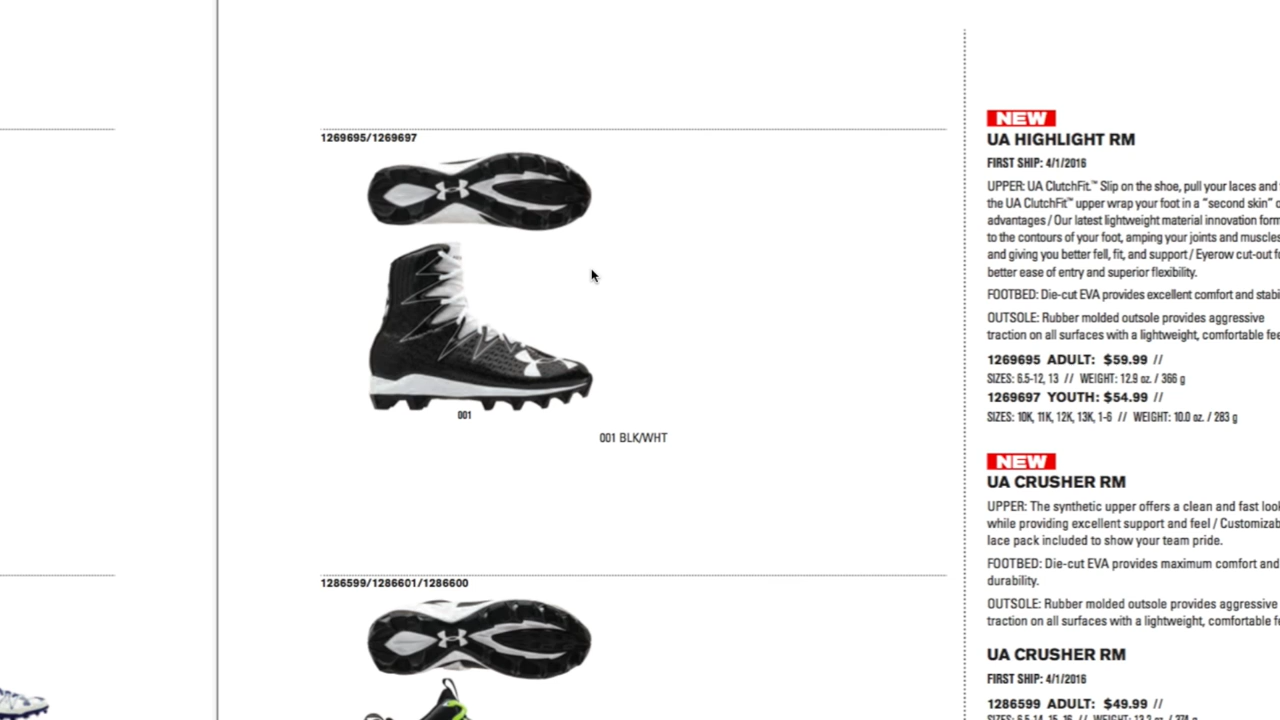 1269695/1269697
001
001 BLK/WHT
1286599/1286601/1286600
NEW
UA HIGHLIGHT RM
FIRST SHIP: 4/1/2016
UPPER: UA ClutchFit.™ Slip on the shoe, pull your laces and
the UA ClutchFit™ upper wrap your foot in a "second skin"
advantages / Our latest lightweight material innovation form
to the contours of your foot, amping your joints and muscles
and giving you better fell, fit, and support / Eyerow cut-out
better ease of entry and superior flexibility.
FOOTBED: Die-cut EVA provides excellent comfort and stabi
OUTSOLE: Rubber molded outsole provides aggressive
traction on all surfaces with a lightweight, comfortable fee
1269695 ADULT: $59.99 //
SIZES: 6.5-12, 13 // WEIGHT: 12.9 oz. / 366 g
1269697 YOUTH: $54.99 //
SIZES: 10K, 11K, 12K, 13K, 1-6 // WEIGHT: 10.0 oz. / 283 g
NEW
UA CRUSHER RM
UPPER: The synthetic upper offers a clean and fast look
while providing excellent support and feel / Customizab
lace pack included to show your team pride.
FOOTBED: Die-cut EVA provides maximum comfort and
durability.
OUTSOLE: Rubber molded outsole provides aggressive
traction on all surfaces with a lightweight, comfortable fe
UA CRUSHER RM
FIRST SHIP: 4/1/2016
1286599 ADULT: $49.99 //